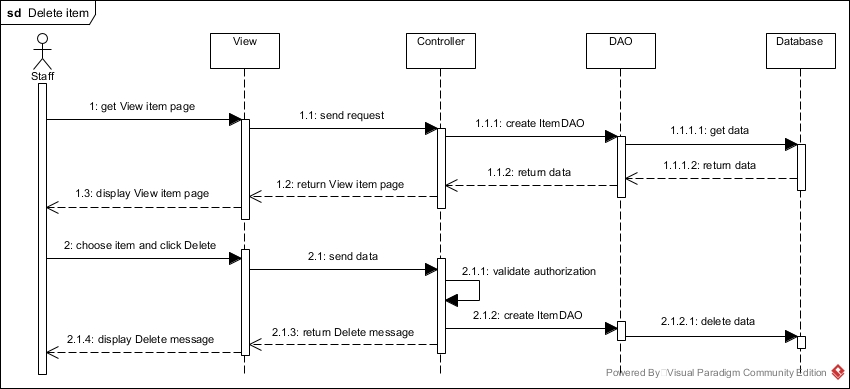 sd Delete item
View
Controller
DAO
Database
Staff
1: get View item page
1.1: send request
1.1.1: create ItemDAO
1.1.1.1: get data
1.1.1.2: return data
1.1.2: return data
1.2: return View item page
1.3: display View item page
2: choose item and click Delete
2.1: send data
2.1.1: validate authorization
2.1.2: create ItemDAO
2.1.2.1: delete data
2.1.3: return Delete message
2.1.4: display Delete message
Powered By Visual Paradigm Community Edition